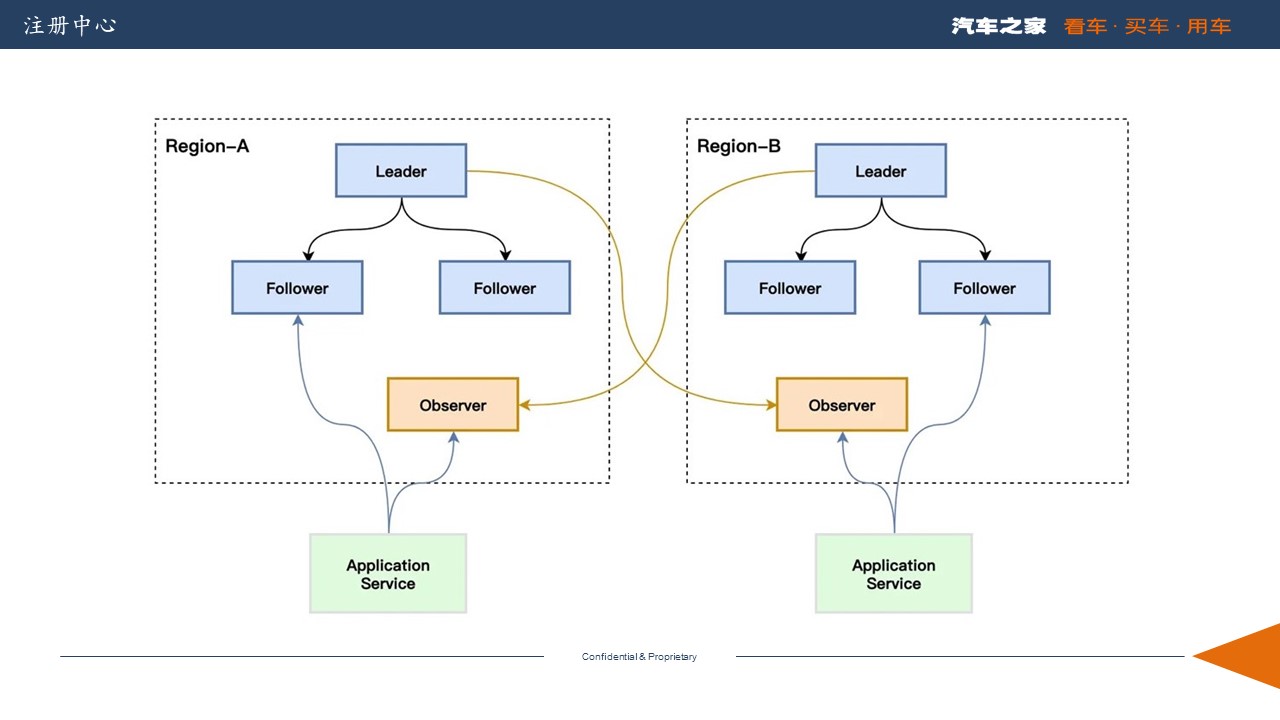 注册中心
汽车之家 看车·买车·用车
Region-A
Leader
Follower
Follower
Observer
Region-B
Leader
Follower
Follower
Observer
Application
Service
Application
Service
Confidential & Proprietary